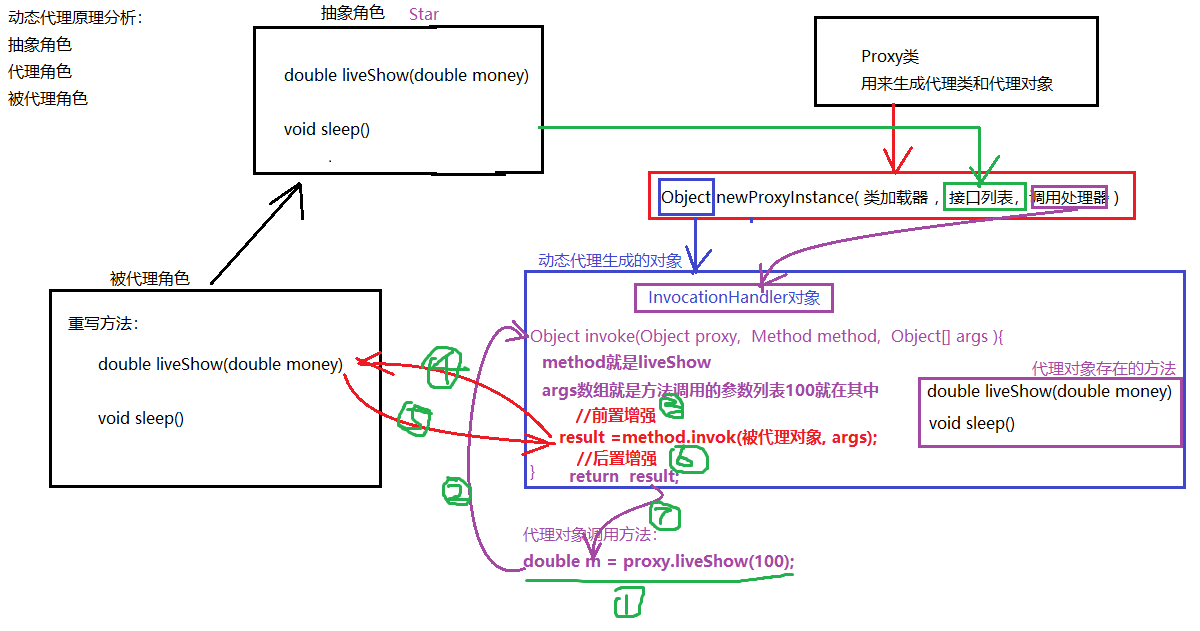 动态代理原理分析：
抽象角色
代理角色
被代理角色
抽象角色 Star
double liveShow(double money)
void sleep()
.
Proxy类
用来生成代理类和代理对象
Object newProxyInstance( 类加载器 , 接口列表, 调用处理器 )
被代理角色
重写方法：
double liveShow(double money)
void sleep()
动态代理生成的对象
InvocationHandler对象
Object invoke(Object proxy, Method method, Object[] args ){
method就是liveShow
args数组就是方法调用的参数列表100就在其中
//前置增强 3
result =method.invok(被代理对象, args);
//后置增强 6
} return result;
代理对象存在的方法
double liveShow(double money)
void sleep()
4
5
2
7
代理对象调用方法：
double m = proxy.liveShow(100);
1